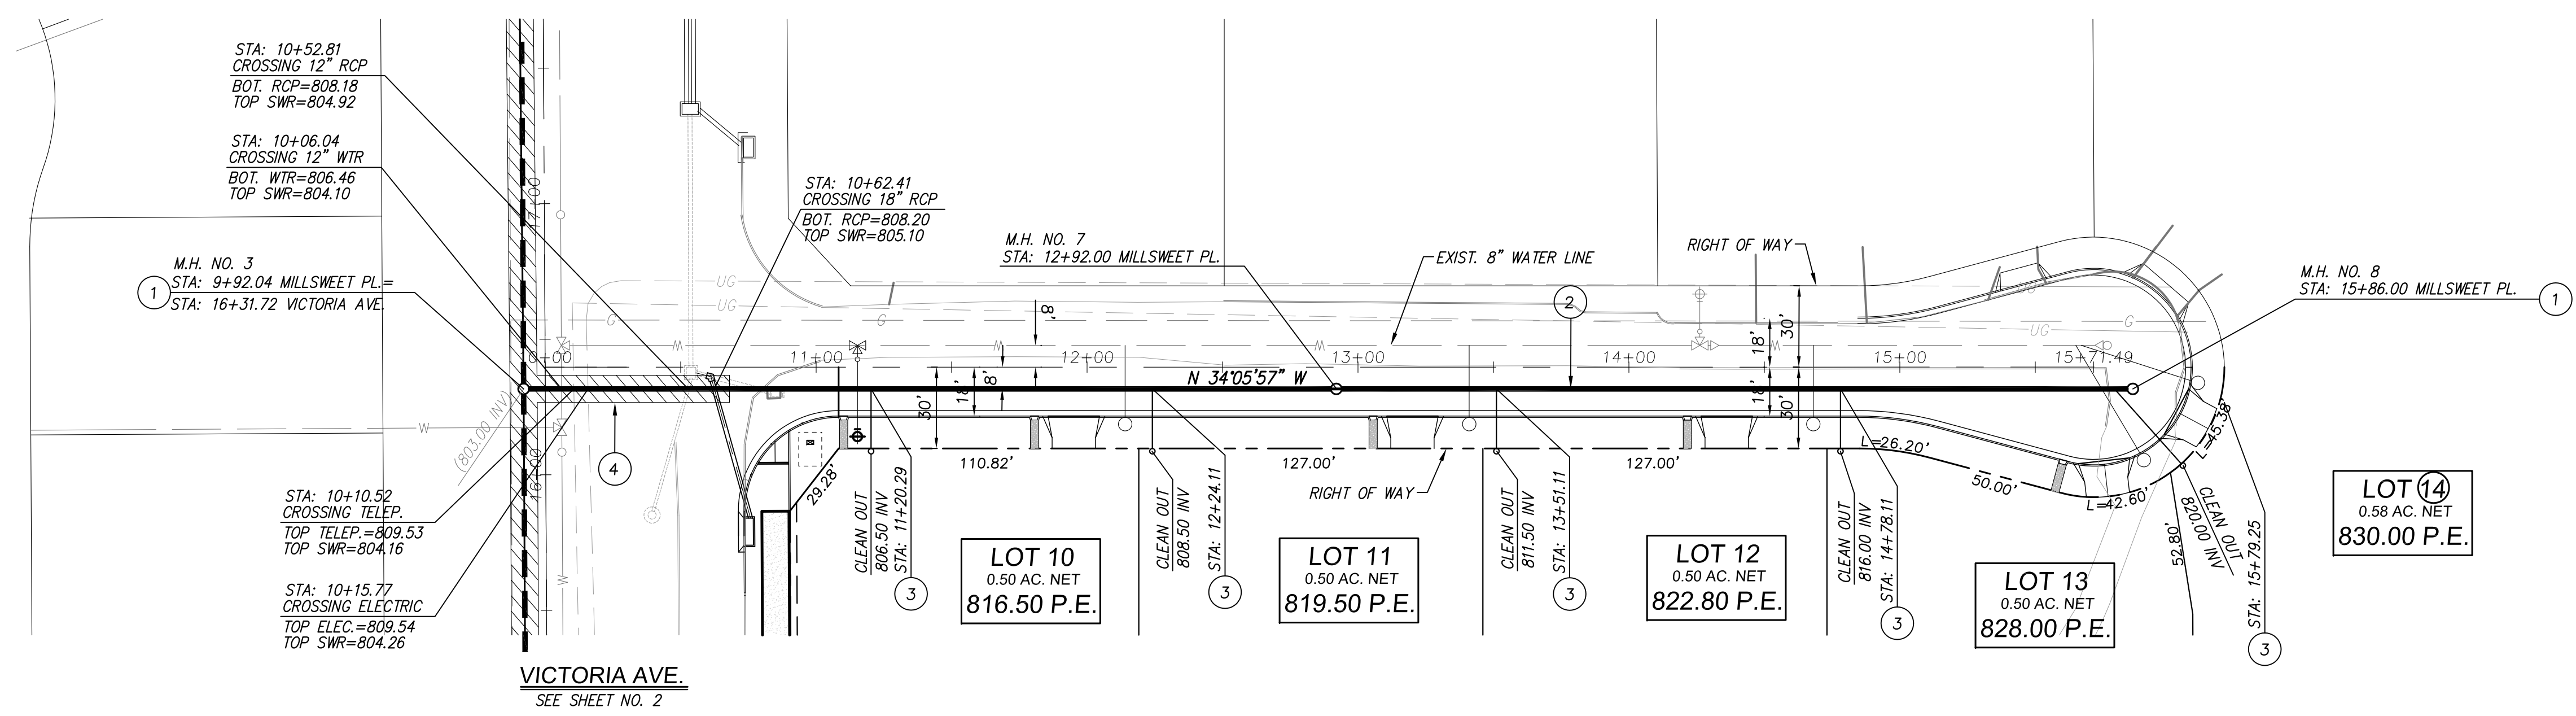 STA: 10+52.81
CROSSING 12" RCP
BOT. RCP=808.18
TOP SWR=804.92
STA: 10+06.04
CROSSING 12" WTR
BOT. WTR=806.46
TOP SWR=804.10
M.H. NO. 3
STA: 9+92.04 MILLSWEET PL.=
STA: 16+31.72 VICTORIA AVE.
1
STA: 10+62.41
CROSSING 18" RCP
BOT. RCP=808.20
TOP SWR=805.10
M.H. NO. 7
STA: 12+92.00 MILLSWEET PL.
EXIST. 8" WATER LINE
RIGHT OF WAY
M.H. NO. 8
STA: 15+86.00 MILLSWEET PL.
1
2
17+00
UG
UG
UG
UG
G
G
G
8'
18'
30'
W
W
W
11+00
12+00
13+00
14+00
15+00
15+71.49
N 34°05'57" W
30'
18'
8'
18'
30'
(803.00 INV)
W
16+00
W
4
STA: 10+10.52
CROSSING TELEP.
TOP TELEP.=809.53
TOP SWR=804.16
STA: 10+15.77
CROSSING ELECTRIC
TOP ELEC.=809.54
TOP SWR=804.26
29.28'
110.82'
127.00'
127.00'
L=26.20'
50.00'
L=42.60'
L=45.38'
52.80'
RIGHT OF WAY
CLEAN OUT
806.50 INV
STA: 11+20.29
3
CLEAN OUT
808.50 INV
STA: 12+24.11
3
CLEAN OUT
811.50 INV
STA: 13+51.11
3
CLEAN OUT
816.00 INV
STA: 14+78.11
3
CLEAN OUT
820.00 INV
STA: 15+79.25
3
LOT 10
0.50 AC. NET
816.50 P.E.
LOT 11
0.50 AC. NET
819.50 P.E.
LOT 12
0.50 AC. NET
822.80 P.E.
LOT 13
0.50 AC. NET
828.00 P.E.
LOT 14
0.58 AC. NET
830.00 P.E.
VICTORIA AVE.
SEE SHEET NO. 2